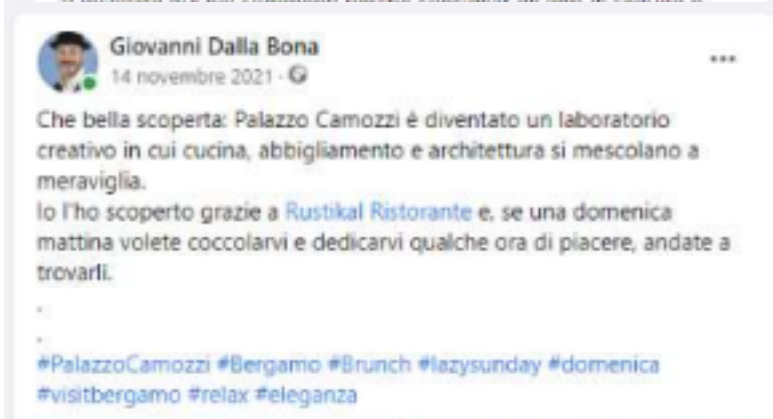 Giovanni Dalla Bona
14 novembre 2021 ·
Che bella scoperta: Palazzo Camozzi è diventato un laboratorio
creativo in cui cucina, abbigliamento e architettura si mescolano a
meraviglia.
Io l'ho scoperto grazie a Rustikal Ristorante e, se una domenica
mattina volete coccolarvi e dedicarvi qualche ora di piacere, andate a
trovarli.
.
.
#PalazzoCamozzi #Bergamo #Brunch #lazysunday #domenica
#visitbergamo #relax #eleganza